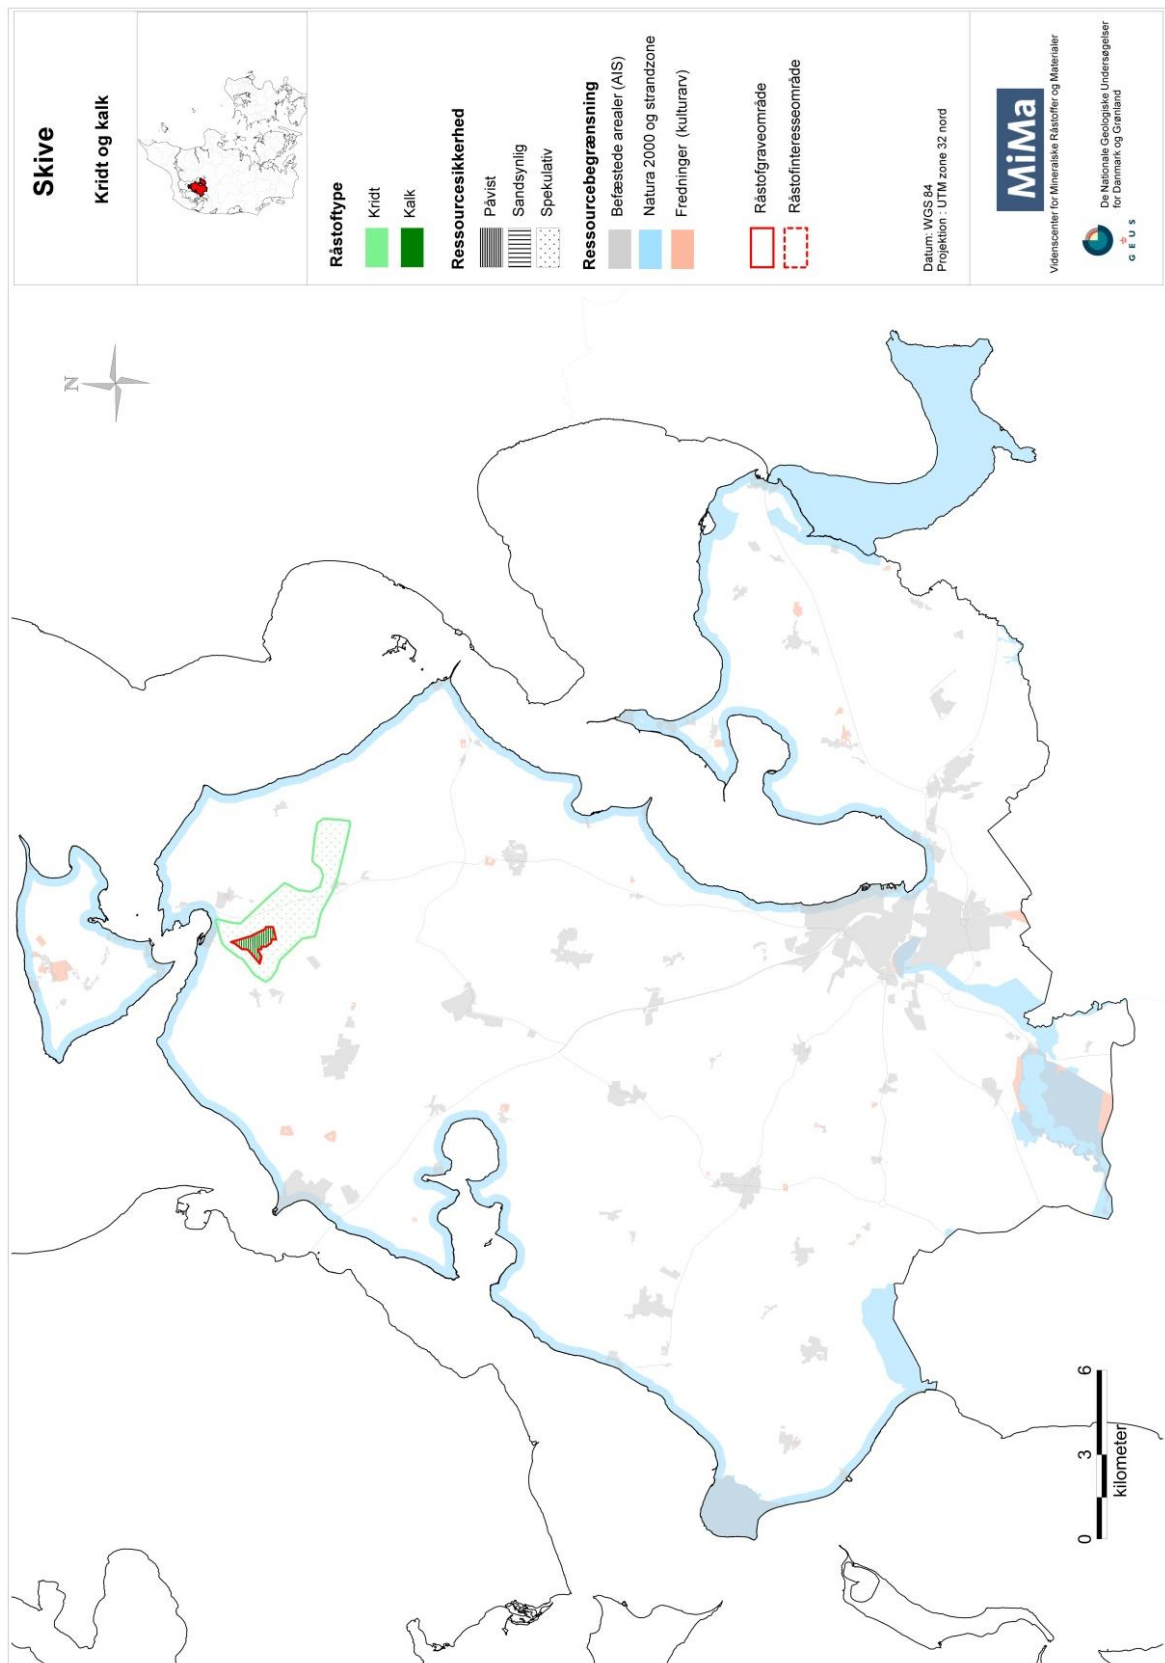 Skive
Kridt og kalk
Råstoftype
Kridt
Kalk
Ressourcesikkerhed
Påvist
Sandsynlig
Spekulativ
Ressourcebegrænsning
Befæstede arealer (AIS)
Natura 2000 og strandzone
Fredninger (kulturarv)
Råstofgraveområde
Råstofinteresseområde
Datum: WGS 84
Projektion : UTM zone 32 nord
MiMa
Videnscenter for Mineralske Råstoffer og Materialer
G E U S
De Nationale Geologiske Undersøgelser
for Danmark og Grønland
N
0 3 6
kilometer